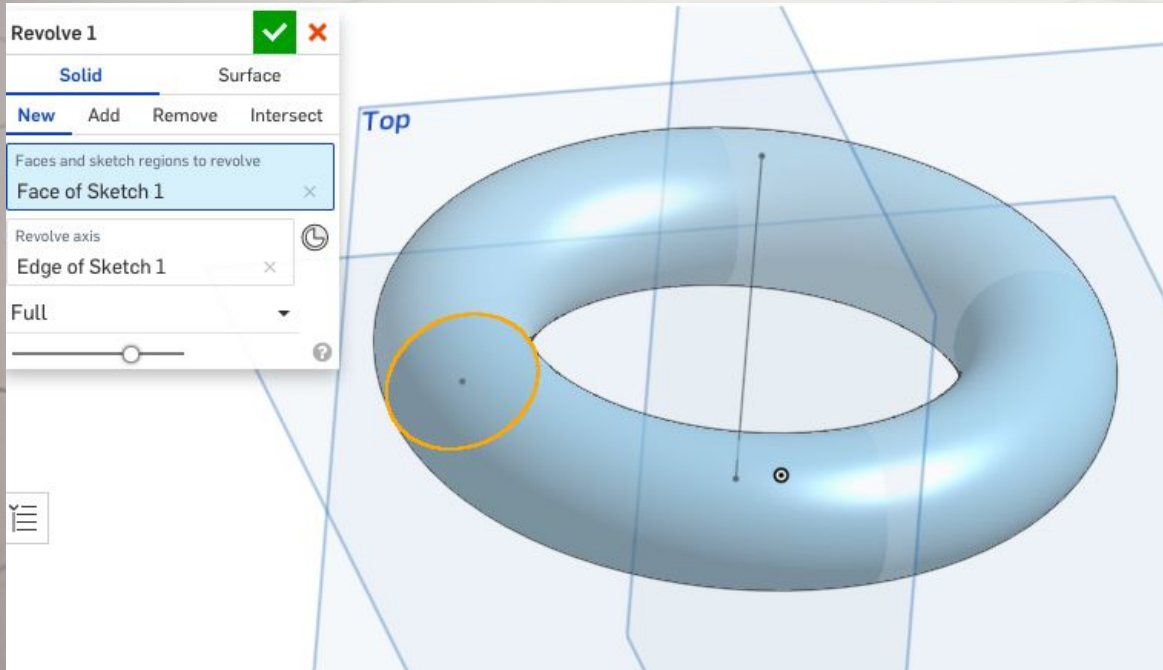 Revolve 1
Solid Surface
New Add Remove Intersect
Faces and sketch regions to revolve
Face of Sketch 1
Revolve axis
Edge of Sketch 1
Full
Top